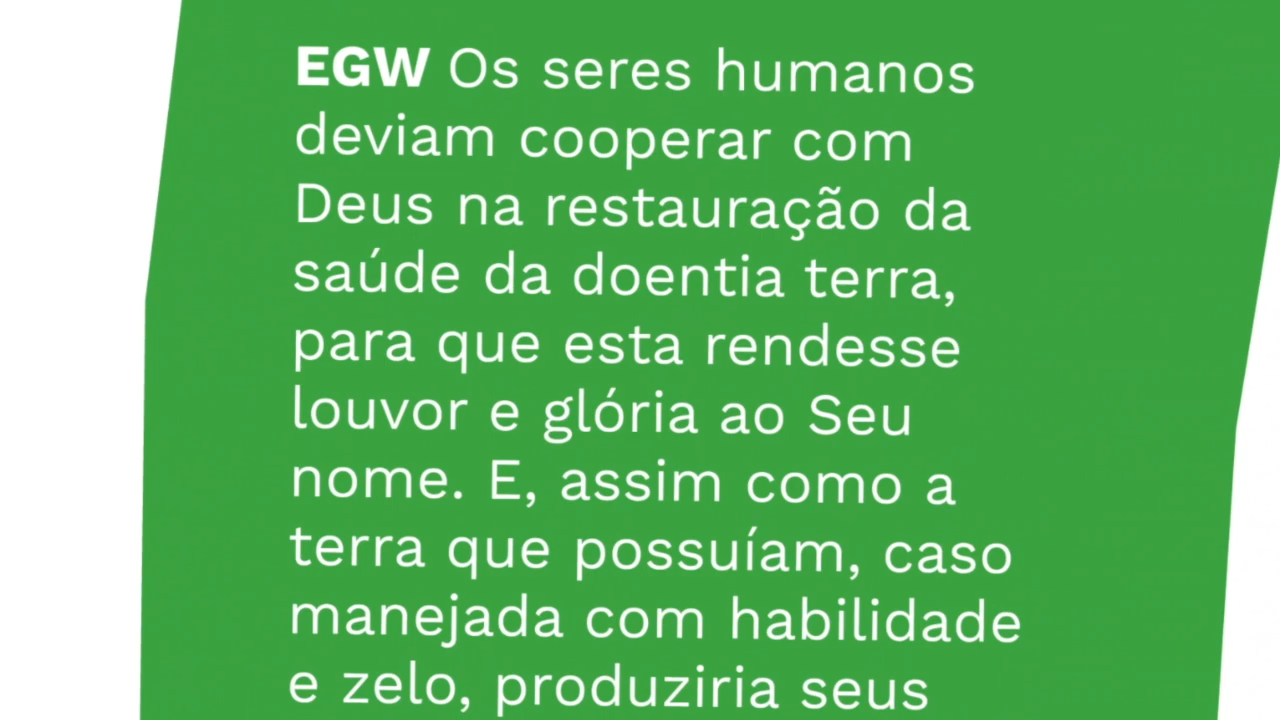 EGW Os seres humanos
deviam cooperar com
Deus na restauração da
saúde da doentia terra,
para que esta rendesse
louvor e glória ao Seu
nome. E, assim como a
terra que possuíam, caso
manejada com habilidade
e zelo, produziria seus